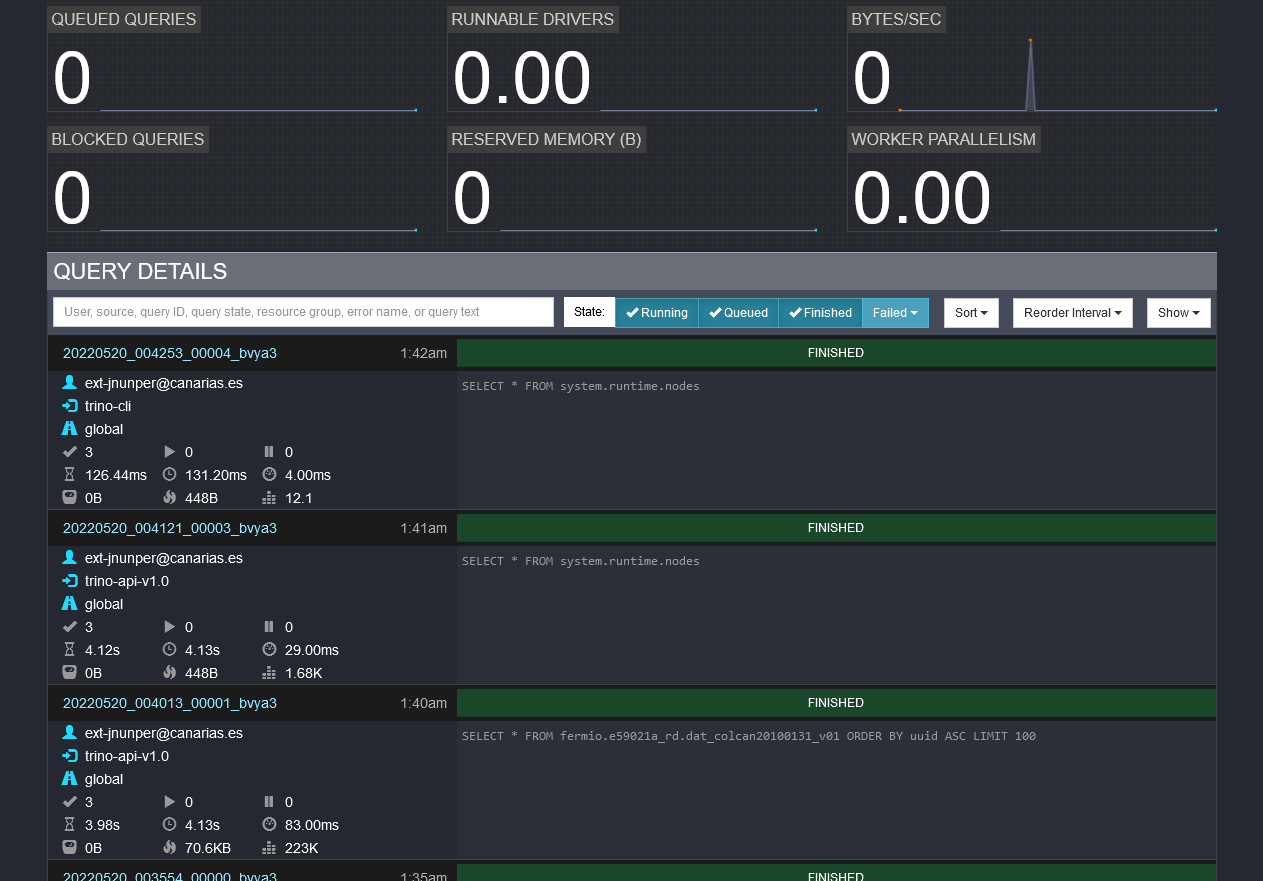 QUEUED QUERIES
0
RUNNABLE DRIVERS
0.00
BYTES/SEC
0
BLOCKED QUERIES
0
RESERVED MEMORY (B)
0
WORKER PARALLELISM
0.00
QUERY DETAILS
User, source, query ID, query state, resource group, error name, or query text
State: Running Queued Finished Failed Sort Reorder Interval Show
20220520_004253_00004_bvya3 1:42am FINISHED
ext-jnunper@canarias.es SELECT * FROM system.runtime.nodes
trino-cli
global
3 0 0
126.44ms 131.20ms 4.00ms
0B 448B 12.1
20220520_004121_00003_bvya3 1:41am FINISHED
ext-jnunper@canarias.es SELECT * FROM system.runtime.nodes
trino-api-v1.0
global
3 0 0
4.12s 4.13s 29.00ms
0B 448B 1.68K
20220520_004013_00001_bvya3 1:40am FINISHED
ext-jnunper@canarias.es SELECT * FROM fermio.e59021a_rd.dat_colcan20100131_v01 ORDER BY uuid ASC LIMIT 100
trino-api-v1.0
global
3 0 0
3.98s 4.13s 83.00ms
0B 70.6KB 223K
20220520_003554_00000_bvya3 1:35am FINISHED